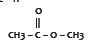 O
||
CH₃ – C – O – CH₃